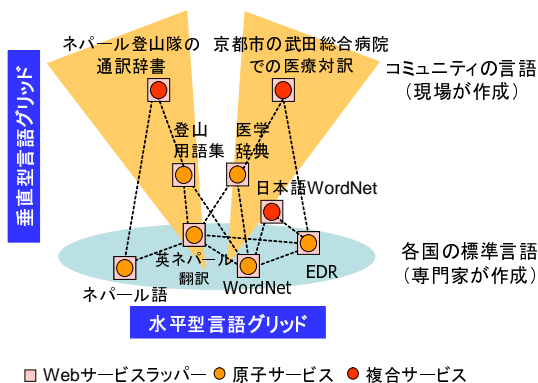 ネパール登山隊の
通訳辞書
京都市の武田総合病院
での医療対訳
コミュニティの言語
（現場が作成）
垂直型言語グリッド
登山
用語集
医学
辞典
日本語WordNet
各国の標準言語
（専門家が作成）
英ネパール
翻訳
EDR
WordNet
ネパール語
水平型言語グリッド
Webサービスラッパー
原子サービス
複合サービス